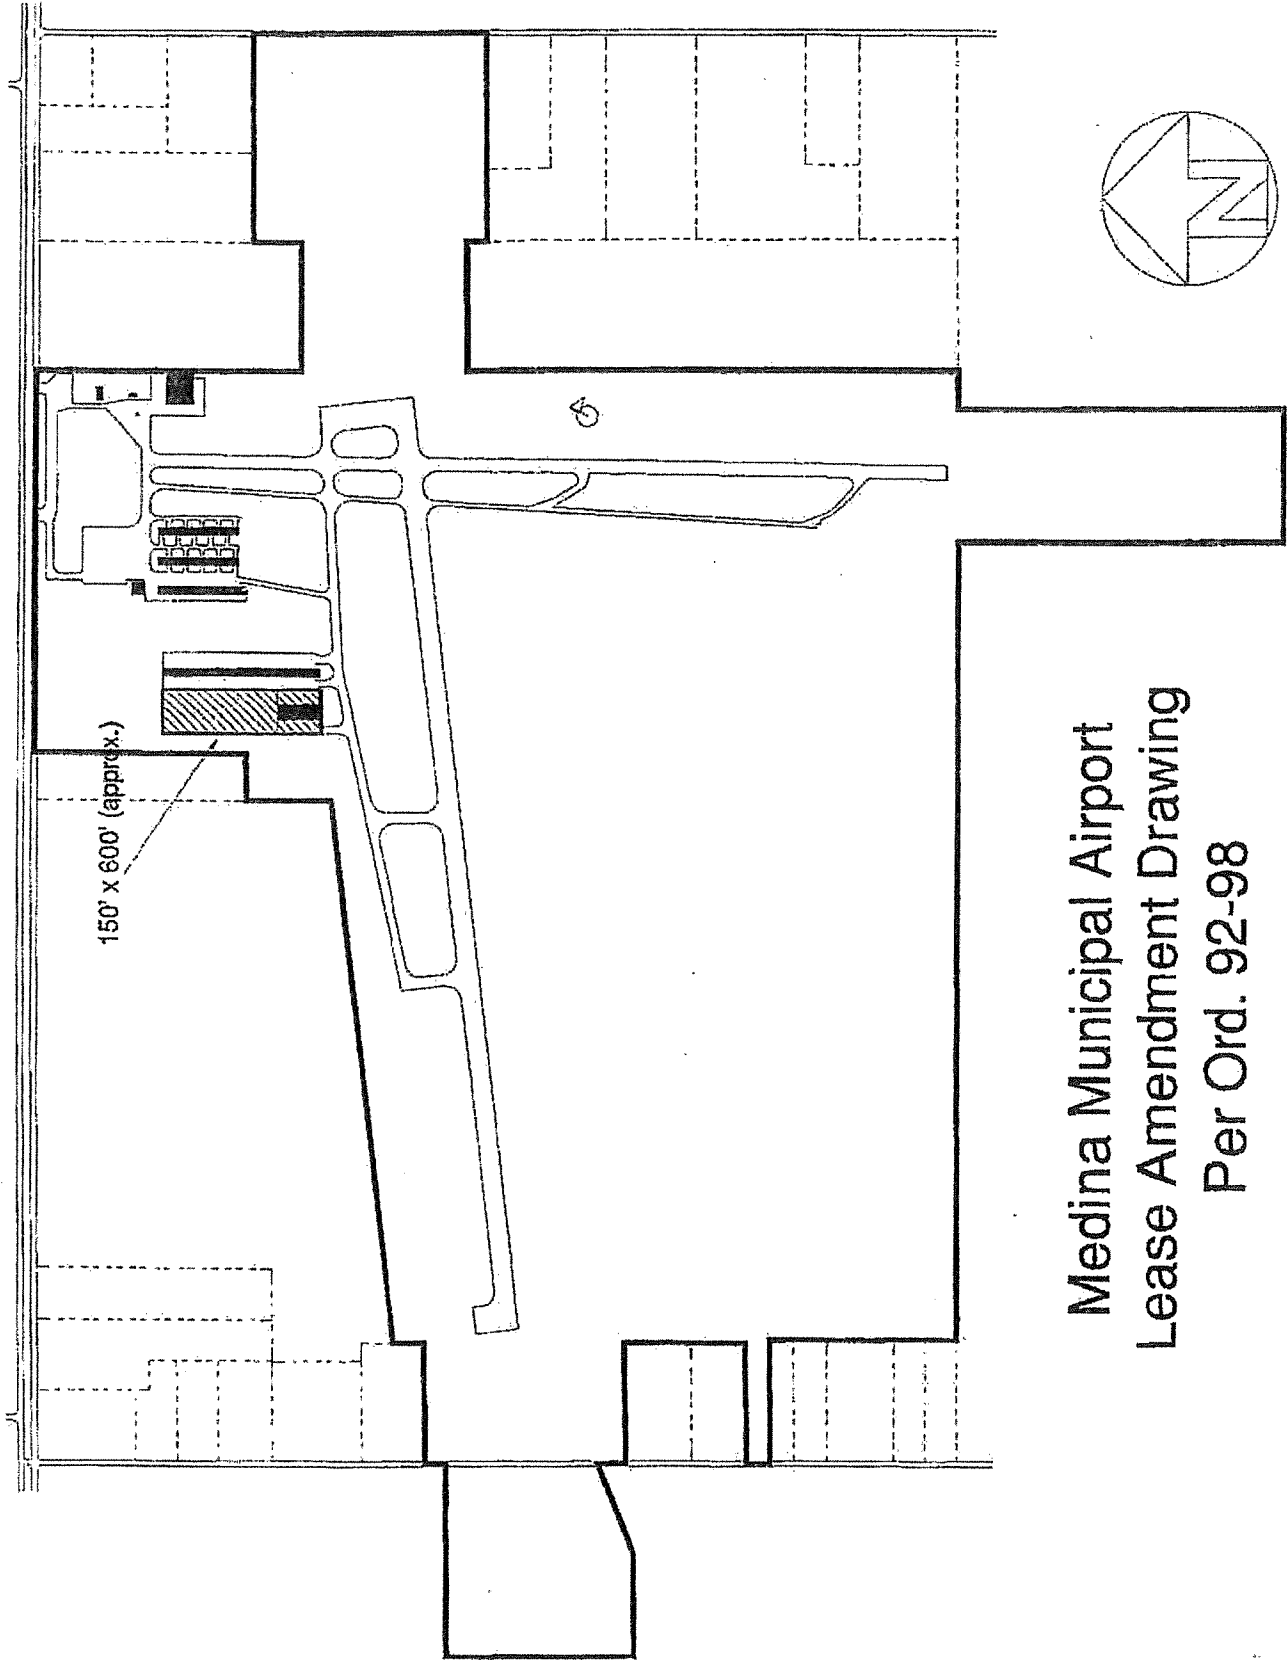 150' x 600' (approx.)
N
Medina Municipal Airport
Lease Amendment Drawing
Per Ord. 92-98